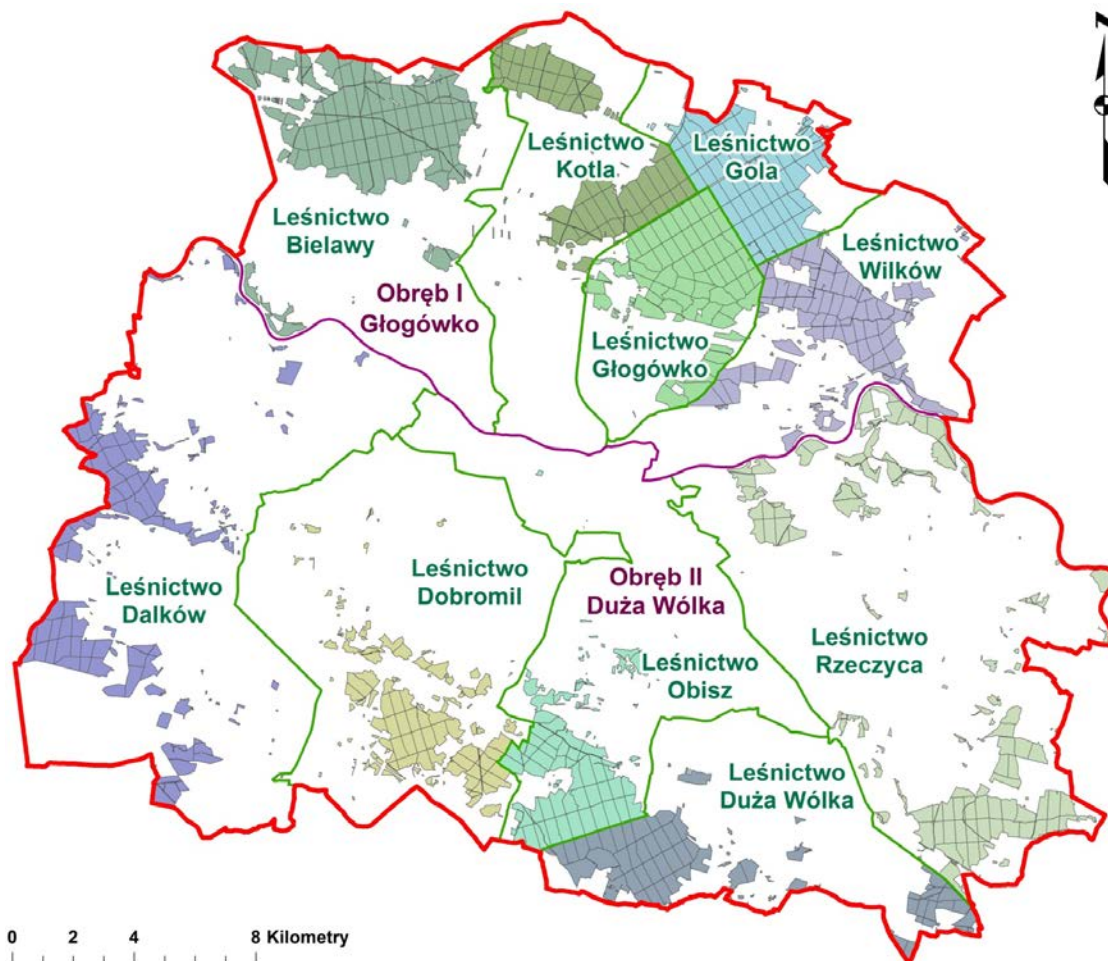 Leśnictwo
Kotla
Leśnictwo
Gola
Leśnictwo
Bielawy
Leśnictwo
Wilków
Obręb I
Głogówko
Leśnictwo
Głogówko
Leśnictwo
Dalków
Leśnictwo
Dobromil
Obręb II
Duża Wólka
Leśnictwo
Obisz
Leśnictwo
Rzeczyca
Leśnictwo
Duża Wólka
0 2 4 8 Kilometry